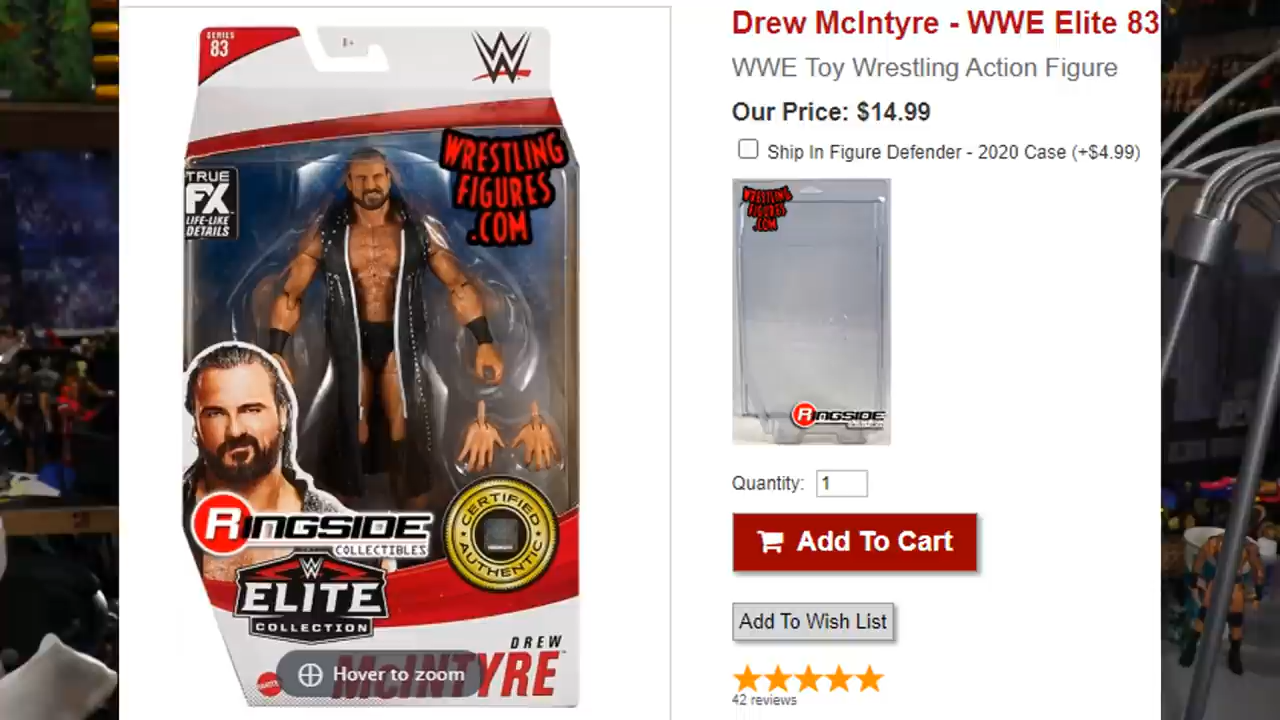 SERIES
83
8+
W
TRUE
FX
LIFE-LIKE
DETAILS
WRESTLING
FIGURES
.COM
CERTIFIED
AUTHENTIC
RINGSIDE
COLLECTIBLES
W
ELITE
COLLECTION
DREW
McINTYRE
Hover to zoom
Drew McIntyre - WWE Elite 83
WWE Toy Wrestling Action Figure
Our Price: $14.99
Ship In Figure Defender - 2020 Case (+$4.99)
WRESTLING
FIGURES
.COM
RINGSIDE
Quantity: 1
Add To Cart
Add To Wish List
42 reviews